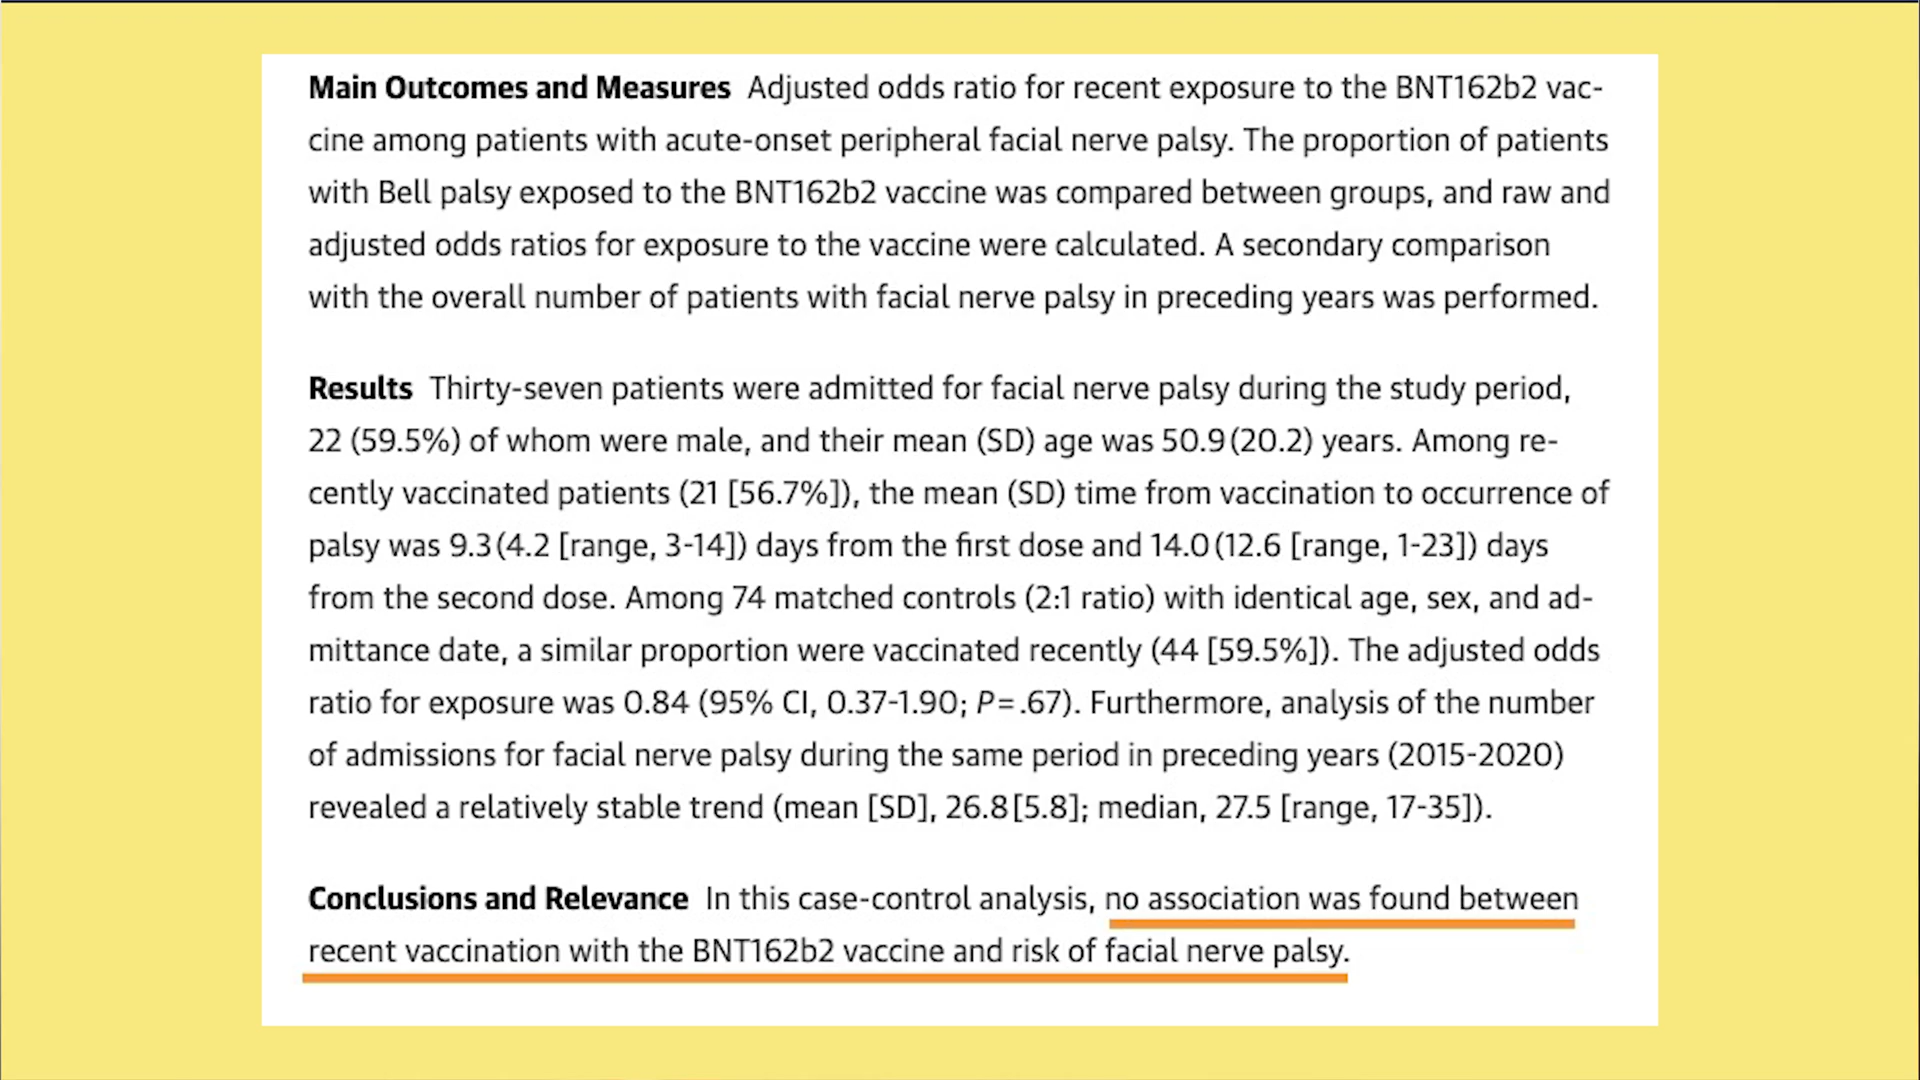 Main Outcomes and Measures Adjusted odds ratio for recent exposure to the BNT162b2 vac-
cine among patients with acute-onset peripheral facial nerve palsy. The proportion of patients
with Bell palsy exposed to the BNT162b2 vaccine was compared between groups, and raw and
adjusted odds ratios for exposure to the vaccine were calculated. A secondary comparison
with the overall number of patients with facial nerve palsy in preceding years was performed.
Results Thirty-seven patients were admitted for facial nerve palsy during the study period,
22 (59.5%) of whom were male, and their mean (SD) age was 50.9 (20.2) years. Among re-
cently vaccinated patients (21 [56.7%]), the mean (SD) time from vaccination to occurrence of
palsy was 9.3 (4.2 [range, 3-14]) days from the first dose and 14.0 (12.6 [range, 1-23]) days
from the second dose. Among 74 matched controls (2:1 ratio) with identical age, sex, and ad-
mittance date, a similar proportion were vaccinated recently (44 [59.5%]). The adjusted odds
ratio for exposure was 0.84 (95% CI, 0.37-1.90; P = .67). Furthermore, analysis of the number
of admissions for facial nerve palsy during the same period in preceding years (2015-2020)
revealed a relatively stable trend (mean [SD], 26.8 [5.8]; median, 27.5 [range, 17-35]).
Conclusions and Relevance In this case-control analysis, no association was found between
recent vaccination with the BNT162b2 vaccine and risk of facial nerve palsy.